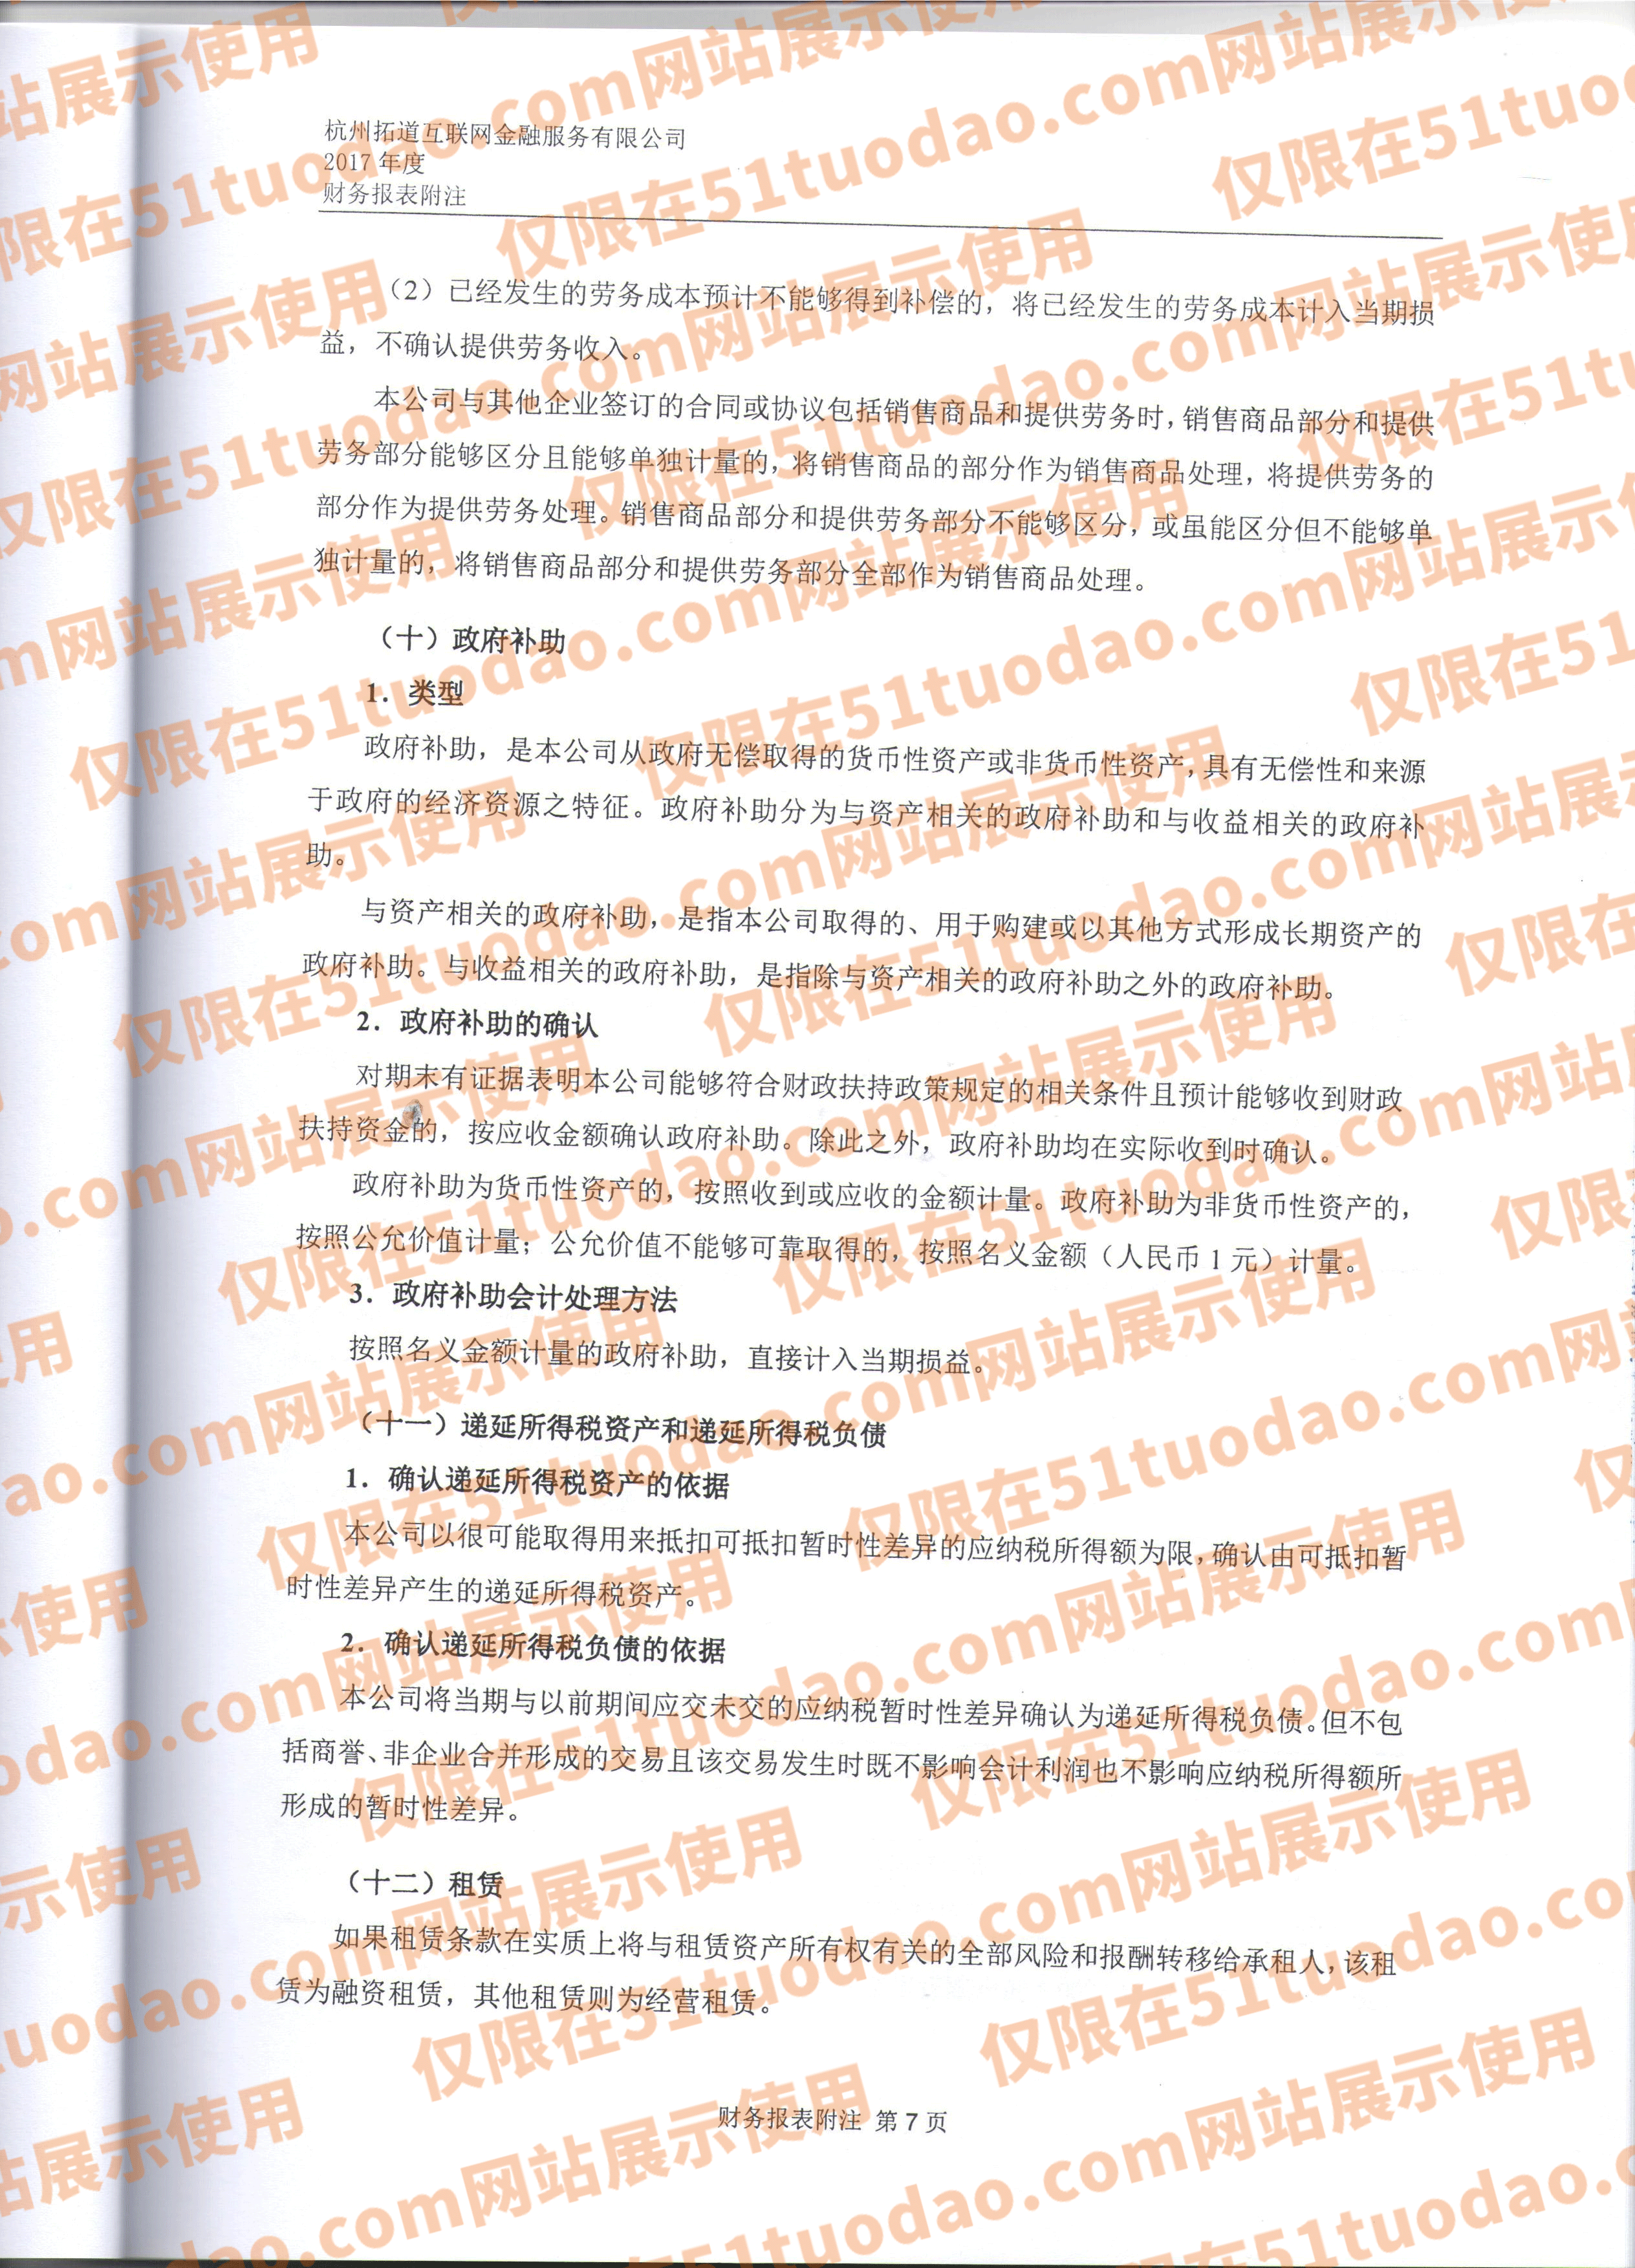 杭州拓道互联网金融服务有限公司
2017 年度
财务报表附注
（2）已经发生的劳务成本预计不能够得到补偿的，将已经发生的劳务成本计入当期损
益，不确认提供劳务收入。
本公司与其他企业签订的合同或协议包括销售商品和提供劳务时，销售商品部分和提供
劳务部分能够区分且能够单独计量的，将销售商品的部分作为销售商品处理，将提供劳务的
部分作为提供劳务处理。销售商品部分和提供劳务部分不能够区分，或虽能区分但不能够单
独计量的，将销售商品部分和提供劳务部分全部作为销售商品处理。
（十）政府补助
1．类型
政府补助，是本公司从政府无偿取得的货币性资产或非货币性资产，具有无偿性和来源
于政府的经济资源之特征。政府补助分为与资产相关的政府补助和与收益相关的政府补
助。
与资产相关的政府补助，是指本公司取得的、用于购建或以其他方式形成长期资产的
政府补助。与收益相关的政府补助，是指除与资产相关的政府补助之外的政府补助。
2．政府补助的确认
对期末有证据表明本公司能够符合财政扶持政策规定的相关条件且预计能够收到财政
扶持资金的，按应收金额确认政府补助。除此之外，政府补助均在实际收到时确认。
政府补助为货币性资产的，按照收到或应收的金额计量。政府补助为非货币性资产的，
按照公允价值计量；公允价值不能够可靠取得的，按照名义金额（人民币 1 元）计量。
3．政府补助会计处理方法
按照名义金额计量的政府补助，直接计入当期损益。
（十一）递延所得税资产和递延所得税负债
1．确认递延所得税资产的依据
本公司以很可能取得用来抵扣可抵扣暂时性差异的应纳税所得额为限，确认由可抵扣暂
时性差异产生的递延所得税资产。
2．确认递延所得税负债的依据
本公司将当期与以前期间应交未交的应纳税暂时性差异确认为递延所得税负债。但不包
括商誉、非企业合并形成的交易且该交易发生时既不影响会计利润也不影响应纳税所得额所
形成的暂时性差异。
（十二）租赁
如果租赁条款在实质上将与租赁资产所有权有关的全部风险和报酬转移给承租人，该租
赁为融资租赁，其他租赁则为经营租赁。
财务报表附注 第 7 页
仅限在51tuodao.com网站展示使用